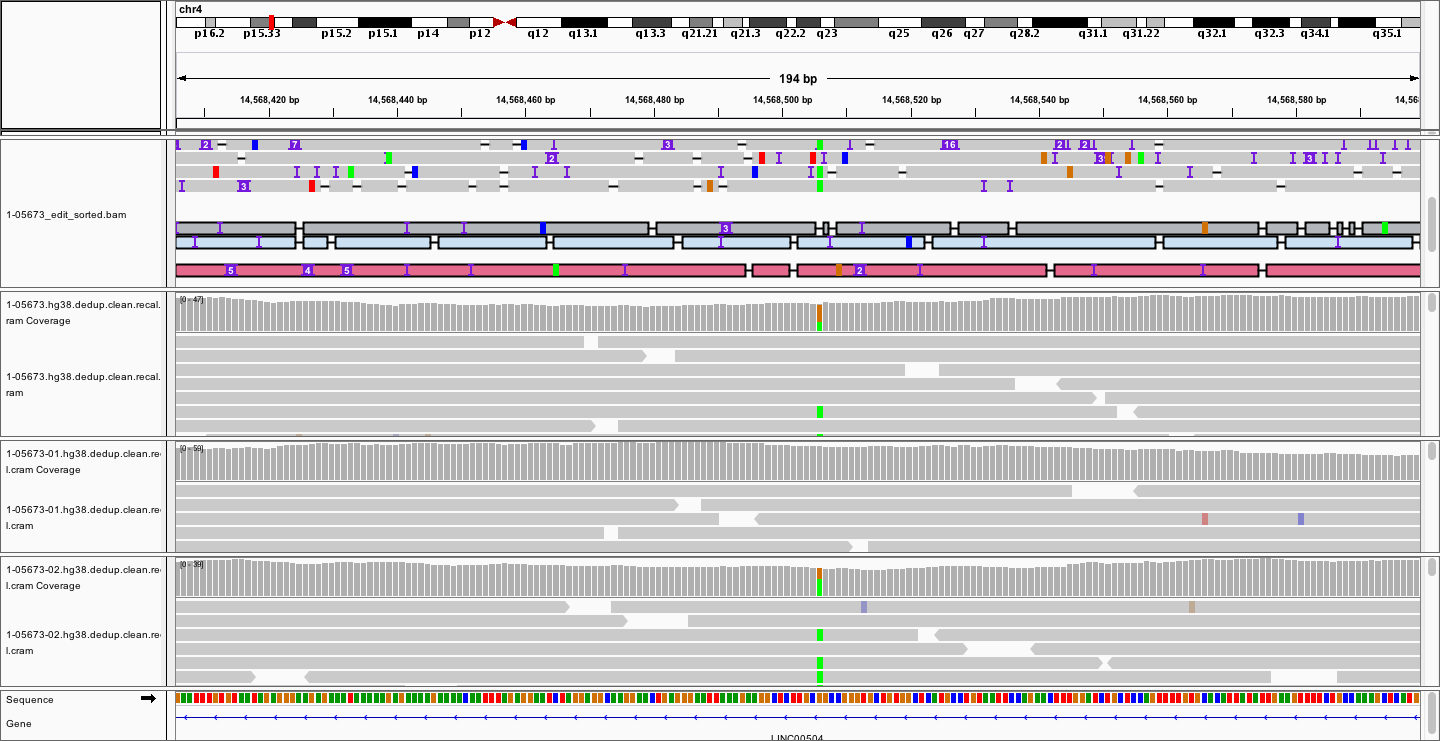 chr4
p16.2 p15.33 p15.2 p15.1 p14 p12 q12 q13.1 q13.3 q21.21 q21.3 q22.2 q23 q25 q26 q27 q28.2 q31.1 q31.22 q32.1 q32.3 q34.1 q35.1
194 bp
14,568,420 bp 14,568,440 bp 14,568,460 bp 14,568,480 bp 14,568,500 bp 14,568,520 bp 14,568,540 bp 14,568,560 bp 14,568,580 bp 14,568
2 7 3 16 2 2
2 3 3
3
1-05673_edit_sorted.bam
3
5 4 5 2
1-05673.hg38.dedup.clean.recal.
ram Coverage
[0 - 47]
1-05673.hg38.dedup.clean.recal.
ram
1-05673-01.hg38.dedup.clean.re
l.cram Coverage
[0 - 59]
1-05673-01.hg38.dedup.clean.re
l.cram
1-05673-02.hg38.dedup.clean.re
l.cram Coverage
[0 - 39]
1-05673-02.hg38.dedup.clean.re
l.cram
Sequence
Gene
LINC00504